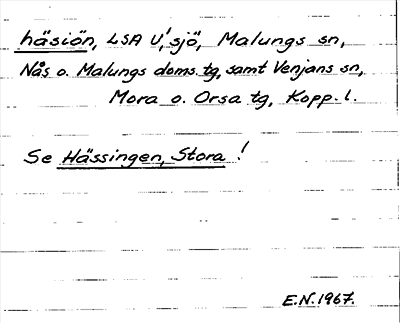 häsiön, LSA U', sjö, Malungs sn,
Nås o. Malungs doms. tg, samt Venjans sn,
Mora o. Orsa tg, Kopp. l.
Se Hässingen, Stora !
E.N. 1967.